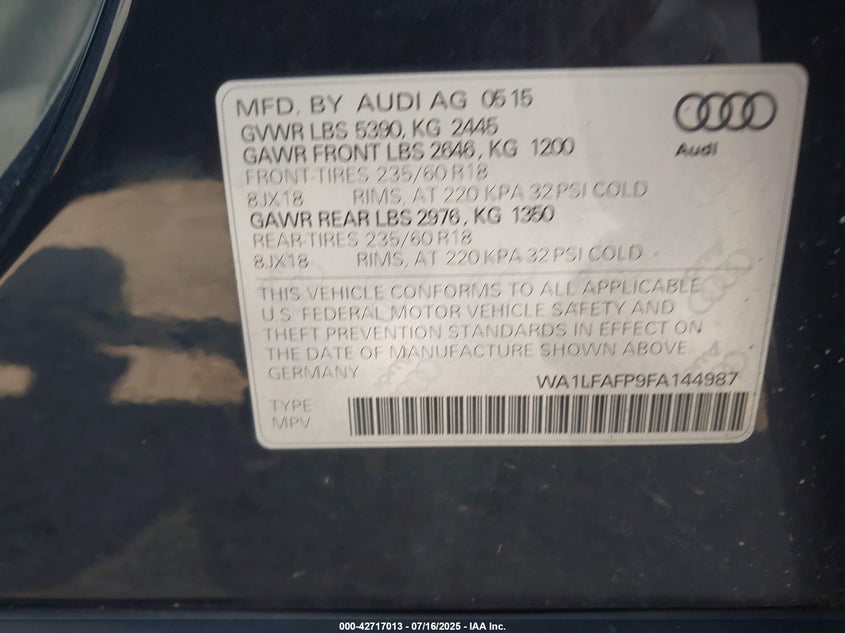 MFD. BY AUDI AG 05 15
GVWR LBS 5390, KG 2445
GAWR FRONT LBS 2646, KG 1200
FRONT-TIRES 235/60 R18
8JX18 RIMS, AT 220 KPA 32 PSI COLD
GAWR REAR LBS 2976, KG 1350
REAR-TIRES 235/60 R18
8JX18 RIMS, AT 220 KPA 32 PSI COLD
Audi
THIS VEHICLE CONFORMS TO ALL APPLICABLE
U.S. FEDERAL MOTOR VEHICLE SAFETY AND
THEFT PREVENTION STANDARDS IN EFFECT ON
THE DATE OF MANUFACTURE SHOWN ABOVE
GERMANY WA1LFAFP9FA144987
TYPE
MPV
000-42717013 - 07/16/2025 - IAA Inc.